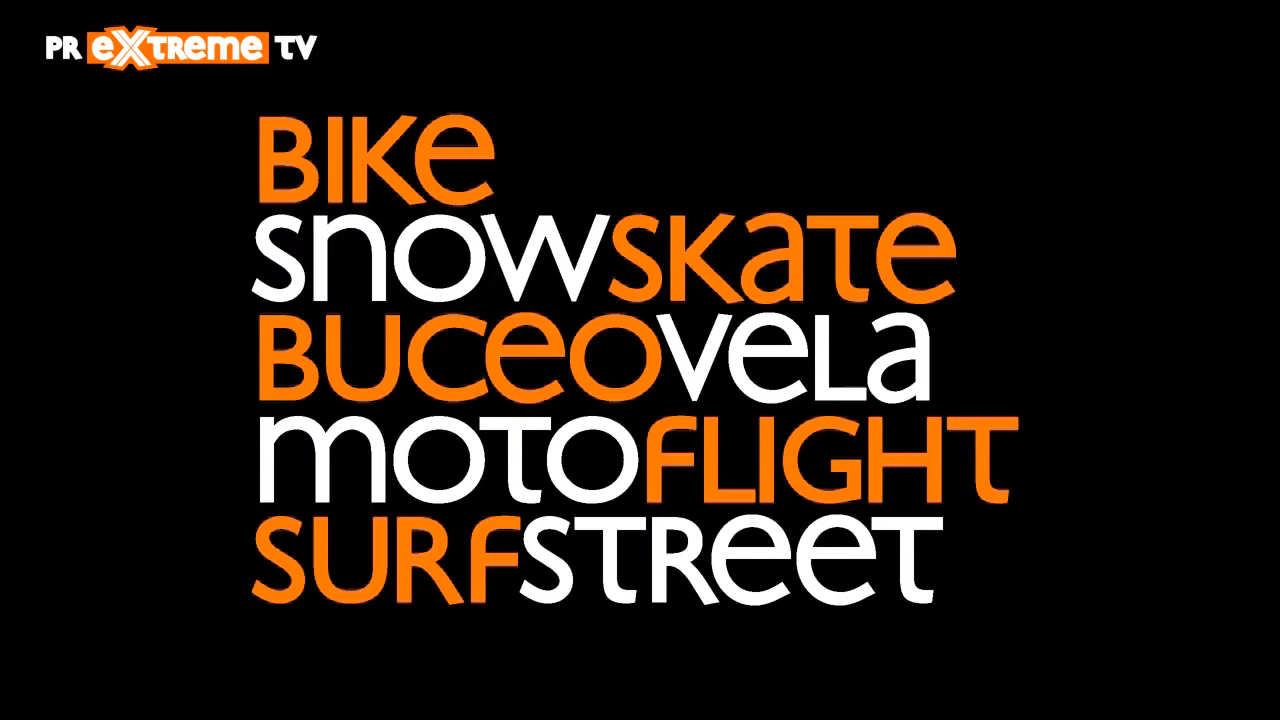 PR eXTREME TV
BIKE
SNOWSKATE
BUCEOVELA
MOTOFLIGHT
SURFSTREET